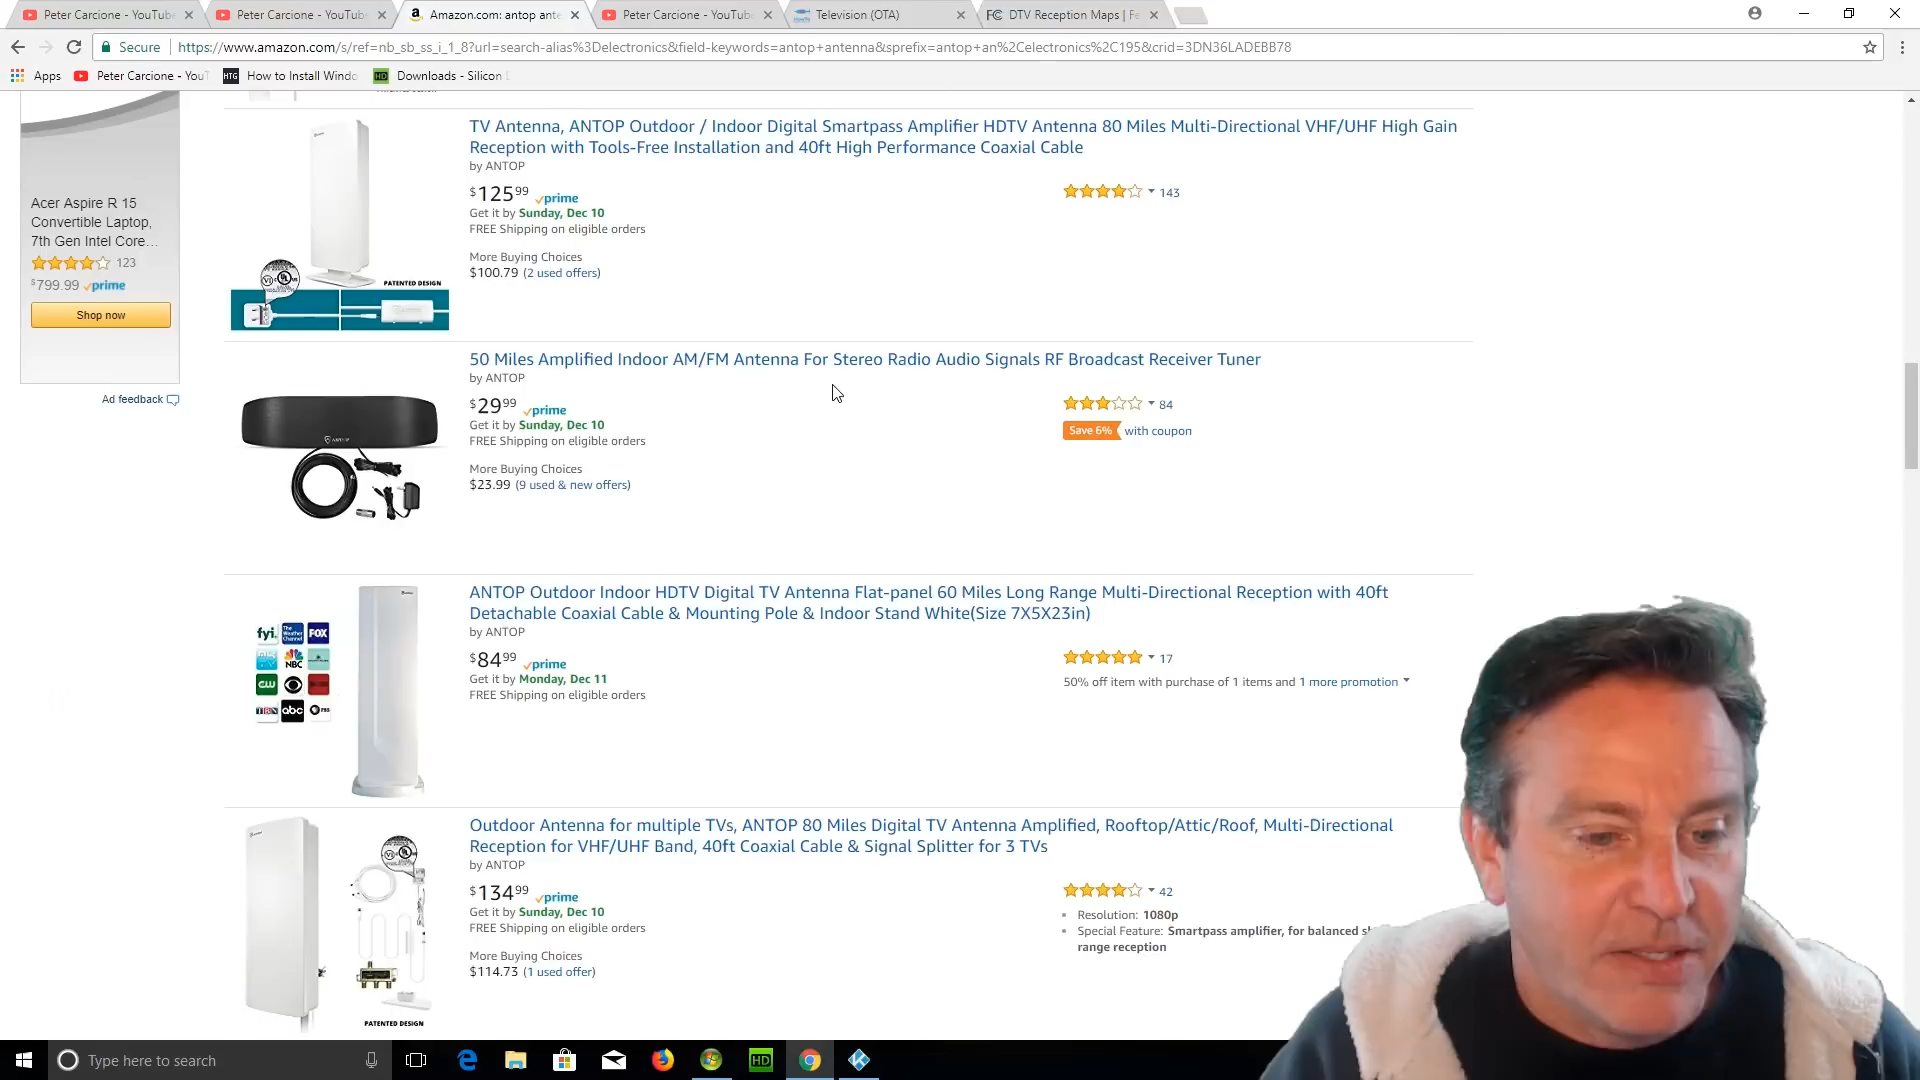 Peter Carcione - YouTube
Peter Carcione - YouTube
Amazon.com: antop ante
Peter Carcione - YouTube
Television (OTA)
DTV Reception Maps | Fe
Secure
https://www.amazon.com/s/ref=nb_sb_ss_i_1_8?url=search-alias%3Delectronics&field-keywords=antop+antenna&sprefix=antop+an%2Celectronics%2C195&crid=3DN36LADEBB78
Apps
Peter Carcione - YouT
HTG
How to Install Windo
HD
Downloads - Silicon
Acer Aspire R 15
Convertible Laptop,
7th Gen Intel Core…
123
$799.99 prime
Shop now
Ad feedback
TV Antenna, ANTOP Outdoor / Indoor Digital Smartpass Amplifier HDTV Antenna 80 Miles Multi-Directional VHF/UHF High Gain
Reception with Tools-Free Installation and 40ft High Performance Coaxial Cable
by ANTOP
$125 99 prime
143
Get it by Sunday, Dec 10
FREE Shipping on eligible orders
More Buying Choices
$100.79 (2 used offers)
PATENTED DESIGN
50 Miles Amplified Indoor AM/FM Antenna For Stereo Radio Audio Signals RF Broadcast Receiver Tuner
by ANTOP
$29 99 prime
84
Get it by Sunday, Dec 10
Save 6% with coupon
FREE Shipping on eligible orders
More Buying Choices
$23.99 (9 used & new offers)
ANTOP
ANTOP Outdoor Indoor HDTV Digital TV Antenna Flat-panel 60 Miles Long Range Multi-Directional Reception with 40ft
Detachable Coaxial Cable & Mounting Pole & Indoor Stand White(Size 7X5X23in)
by ANTOP
$84 99 prime
17
Get it by Monday, Dec 11
50% off item with purchase of 1 items and 1 more promotion
FREE Shipping on eligible orders
fyi. The Weather Channel FOX
NBC
CW
abc PBS
Outdoor Antenna for multiple TVs, ANTOP 80 Miles Digital TV Antenna Amplified, Rooftop/Attic/Roof, Multi-Directional
Reception for VHF/UHF Band, 40ft Coaxial Cable & Signal Splitter for 3 TVs
by ANTOP
$134 99 prime
42
Get it by Sunday, Dec 10
Resolution: 1080p
FREE Shipping on eligible orders
Special Feature: Smartpass amplifier, for balanced
range reception
More Buying Choices
$114.73 (1 used offer)
PATENTED DESIGN
Type here to search
HD